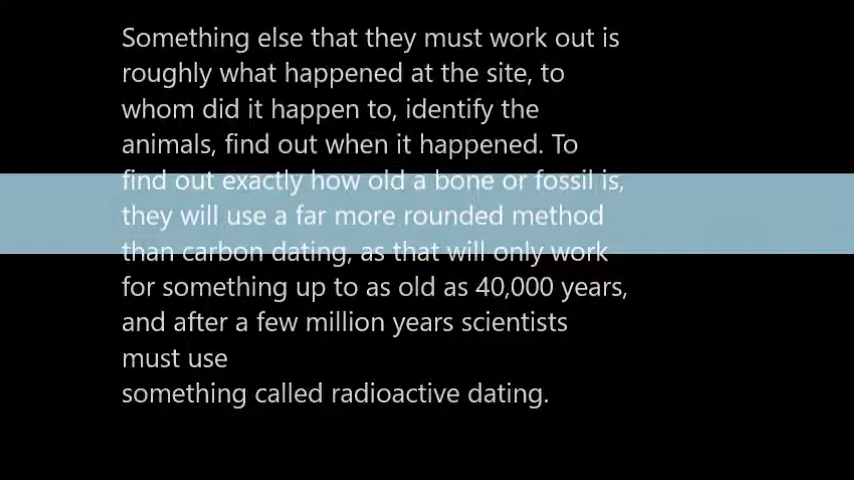 Something else that they must work out is
roughly what happened at the site, to
whom did it happen to, identify the
animals, find out when it happened. To
find out exactly how old a bone or fossil is,
they will use a far more rounded method
than carbon dating, as that will only work
for something up to as old as 40,000 years,
and after a few million years scientists
must use
something called radioactive dating.